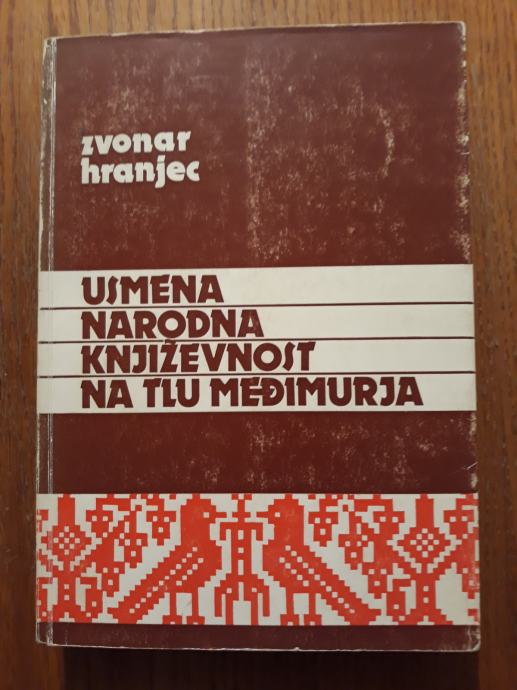 zvonar
hranjec
USMENA
NARODNA
KNJIŽEVNOST
NA TLU MEĐIMURJA